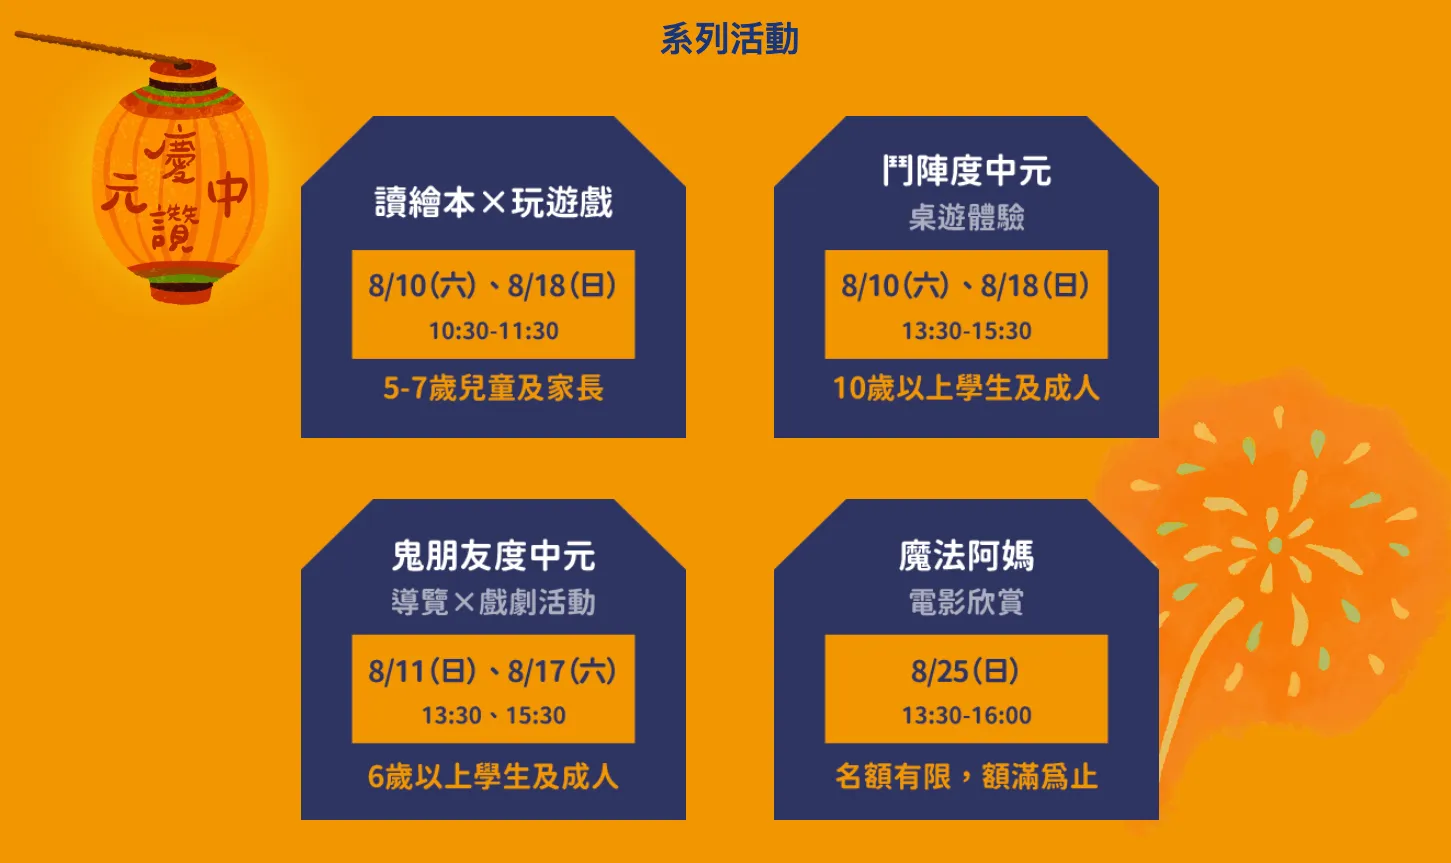 系列活動
慶讚中元
讀繪本×玩遊戲
8/10(六)、8/18(日)
10:30-11:30
5-7歲兒童及家長
鬥陣度中元
桌遊體驗
8/10(六)、8/18(日)
13:30-15:30
10歲以上學生及成人
鬼朋友度中元
導覽×戲劇活動
8/11(日)、8/17(六)
13:30、15:30
6歲以上學生及成人
魔法阿媽
電影欣賞
8/25(日)
13:30-16:00
名額有限，額滿為止